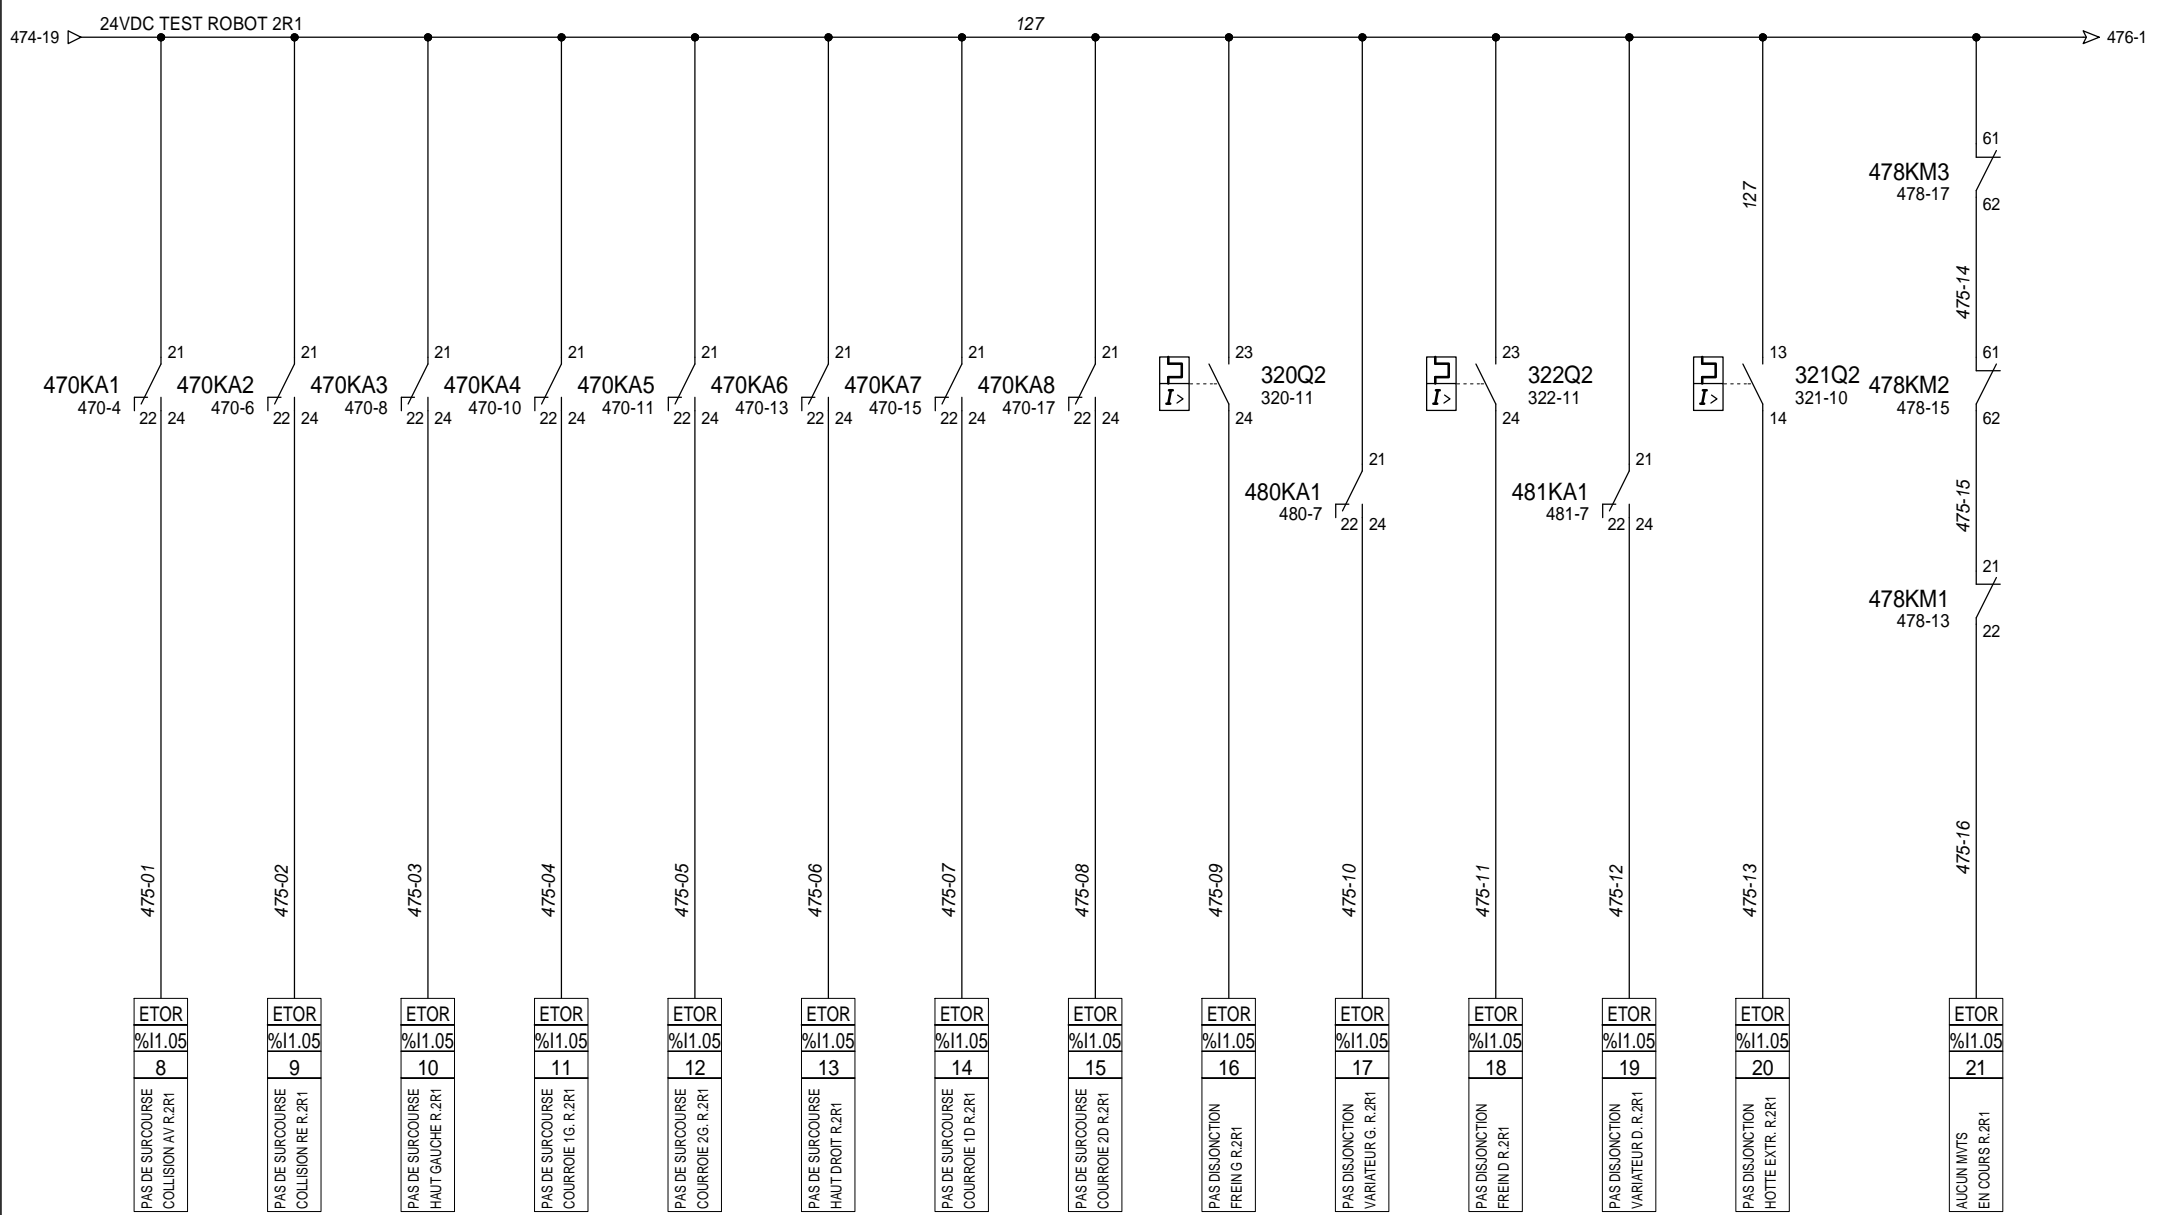 24VDC TEST ROBOT 2R1
127
474-19
476-1
61
478KM3
478-17
62
127
475-14
21
470KA1
470-4
22 24
21
470KA2
470-6
22 24
21
470KA3
470-8
22 24
21
470KA4
470-10
22 24
21
470KA5
470-11
22 24
21
470KA6
470-13
22 24
21
470KA7
470-15
22 24
21
470KA8
470-17
22 24
23
I>
320Q2
320-11
24
23
I>
322Q2
322-11
24
13
I>
321Q2
321-10
14
61
478KM2
478-15
62
21
480KA1
480-7
22 24
21
481KA1
481-7
22 24
475-15
21
478KM1
478-13
22
475-01
475-02
475-03
475-04
475-05
475-06
475-07
475-08
475-09
475-10
475-11
475-12
475-13
475-16
ETOR
%I1.05
8
PAS DE SURCOURSE
COLLISION AV R.2R1
ETOR
%I1.05
9
PAS DE SURCOURSE
COLLISION RE R.2R1
ETOR
%I1.05
10
PAS DE SURCOURSE
HAUT GAUCHE R.2R1
ETOR
%I1.05
11
PAS DE SURCOURSE
COURROIE 1G. R.2R1
ETOR
%I1.05
12
PAS DE SURCOURSE
COURROIE 2G. R.2R1
ETOR
%I1.05
13
PAS DE SURCOURSE
HAUT DROIT R.2R1
ETOR
%I1.05
14
PAS DE SURCOURSE
COURROIE 1D R.2R1
ETOR
%I1.05
15
PAS DE SURCOURSE
COURROIE 2D R.2R1
ETOR
%I1.05
16
PAS DISJONCTION
FREIN G R.2R1
ETOR
%I1.05
17
PAS DISJONCTION
VARIATEUR G. R.2R1
ETOR
%I1.05
18
PAS DISJONCTION
FREIN D R.2R1
ETOR
%I1.05
19
PAS DISJONCTION
VARIATEUR D. R.2R1
ETOR
%I1.05
20
PAS DISJONCTION
HOTTE EXTR. R.2R1
ETOR
%I1.05
21
AUCUN MVTS
EN COURS R.2R1